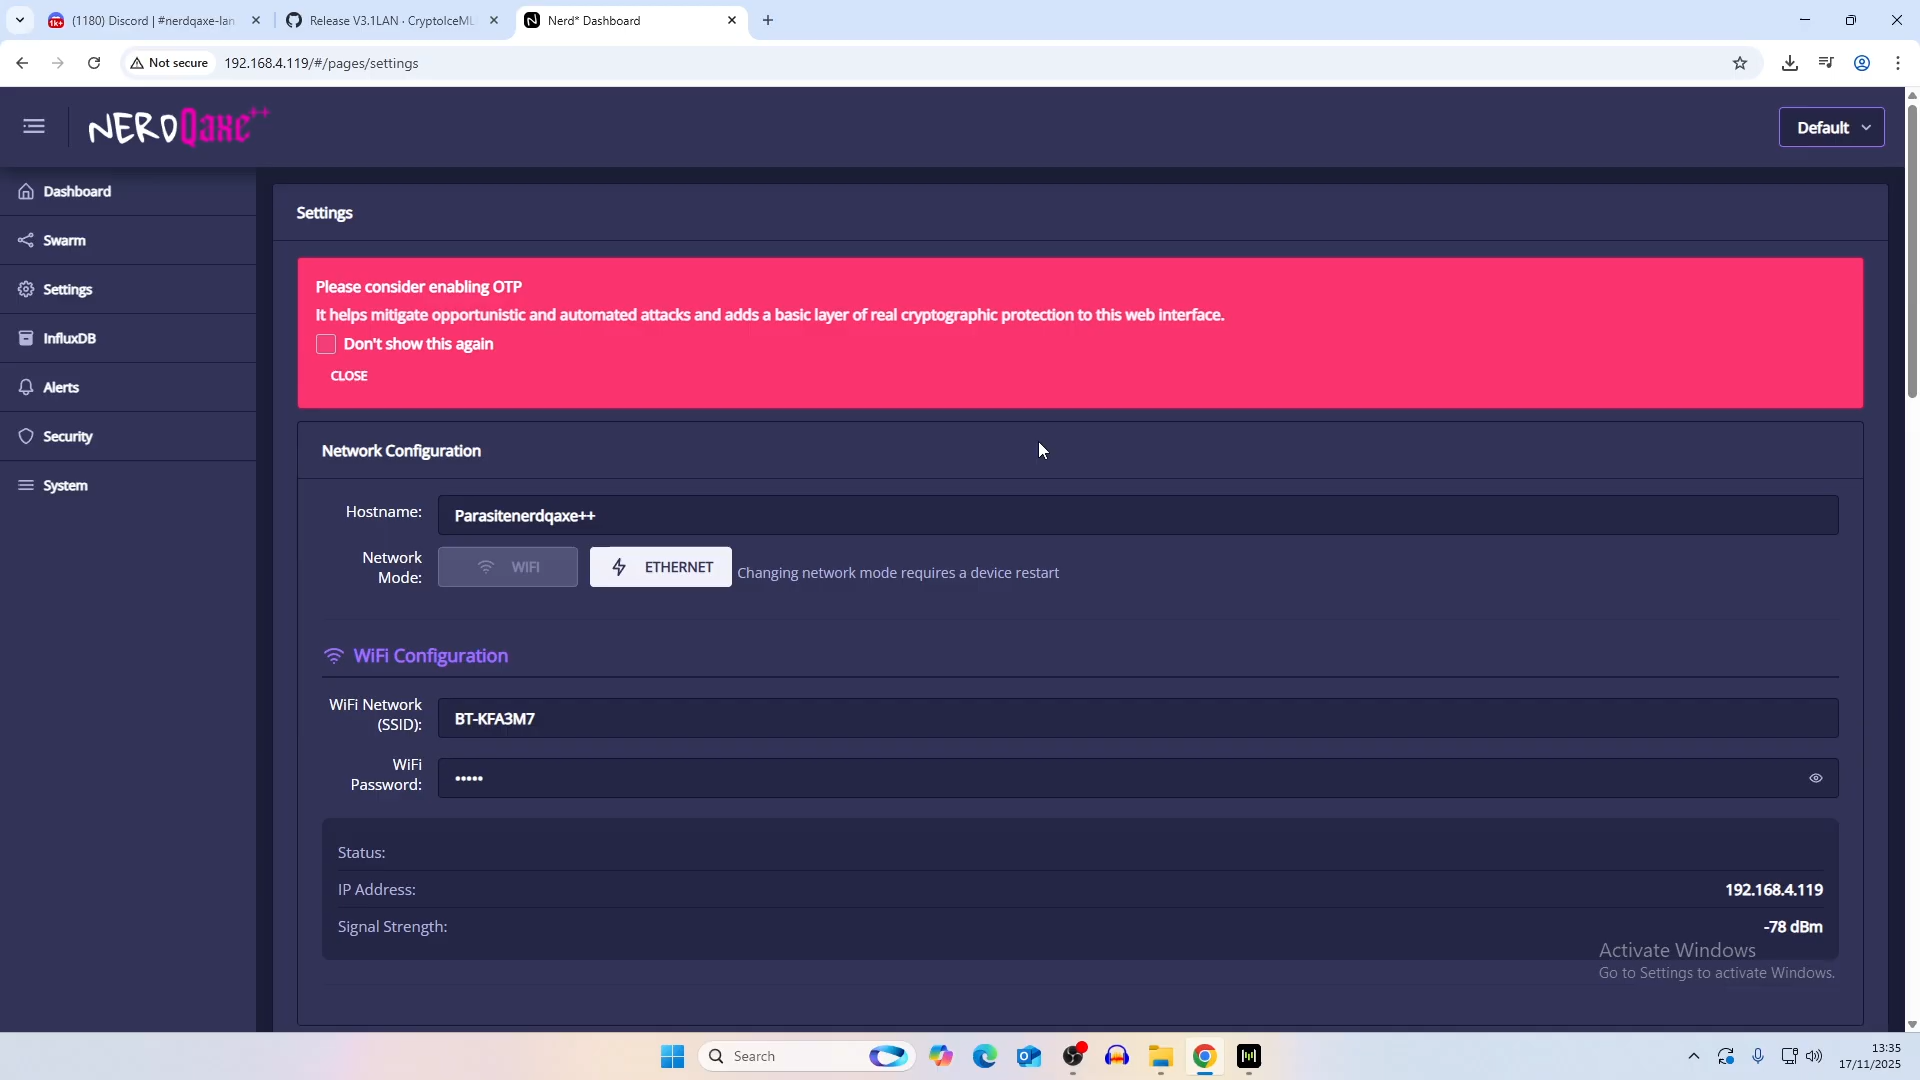 (1180) Discord | #nerdqaxe-lan
Release V3.1LAN · CryptoIceML
Nerd* Dashboard
Not secure
192.168.4.119/#/pages/settings
NERDQaxe++
Default
Dashboard
Swarm
Settings
InfluxDB
Alerts
Security
System
Settings
Please consider enabling OTP
It helps mitigate opportunistic and automated attacks and adds a basic layer of real cryptographic protection to this web interface.
Don't show this again
CLOSE
Network Configuration
Hostname:
Parasitenerdqaxe++
Network
Mode:
WIFI
ETHERNET
Changing network mode requires a device restart
WiFi Configuration
WiFi Network
(SSID):
BT-KFA3M7
WiFi
Password:
•••••
Status:
IP Address:
192.168.4.119
Signal Strength:
-78 dBm
Activate Windows
Go to Settings to activate Windows.
Search
13:35
17/11/2025